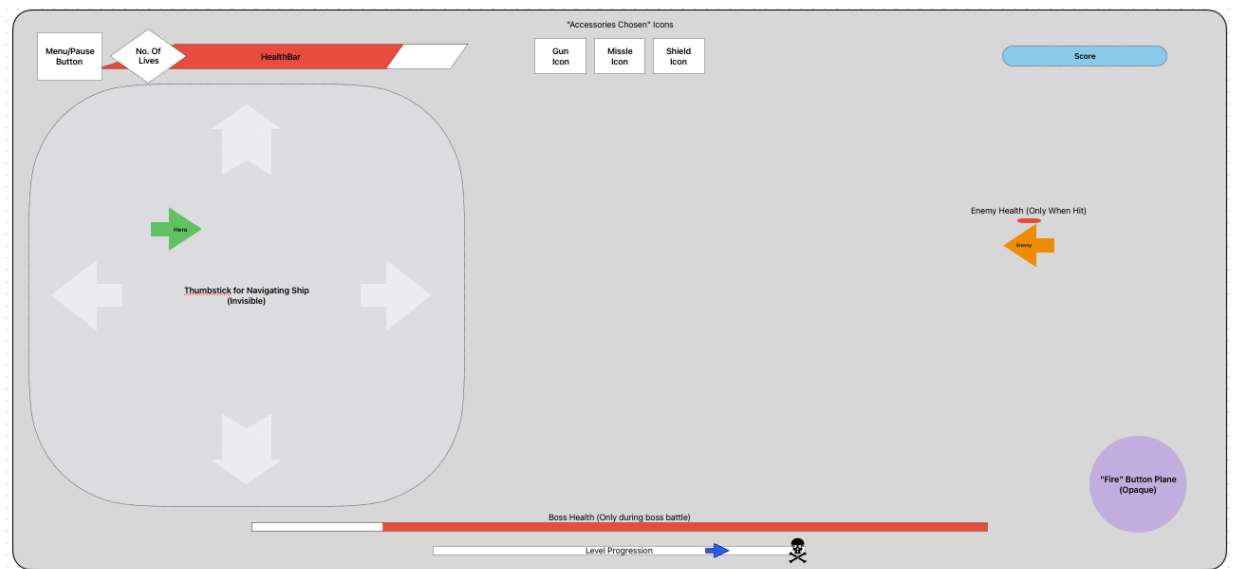 "Accessories Chosen" Icons
Menu/Pause
Button
No. Of
Lives
HealthBar
Gun
Icon
Missle
Icon
Shield
Icon
Score
Enemy Health (Only When Hit)
Hero
Enemy
Thumbstick for Navigating Ship
(Invisible)
"Fire" Button Plane
(Opaque)
Boss Health (Only during boss battle)
Level Progression